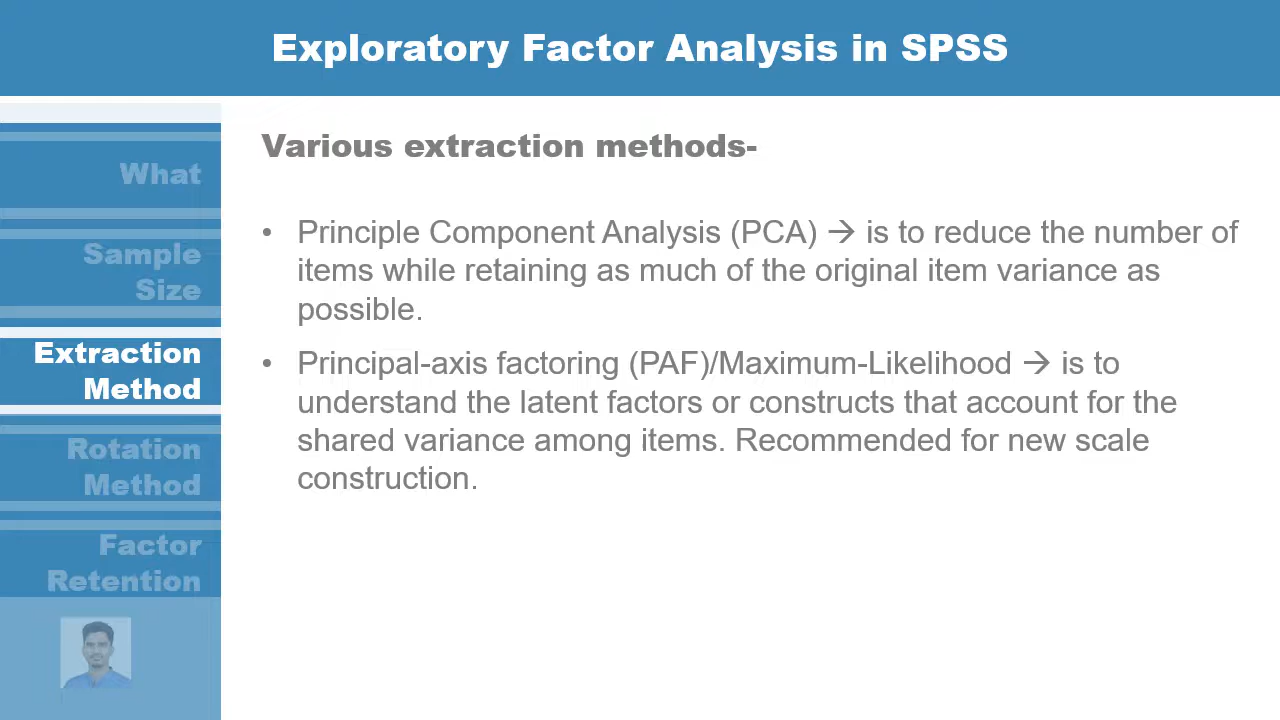 Exploratory Factor Analysis in SPSS
What
Sample
Size
Extraction
Method
Rotation
Method
Factor
Retention
Various extraction methods-
• Principle Component Analysis (PCA) → is to reduce the number of
items while retaining as much of the original item variance as
possible.
• Principal-axis factoring (PAF)/Maximum-Likelihood → is to
understand the latent factors or constructs that account for the
shared variance among items. Recommended for new scale
construction.